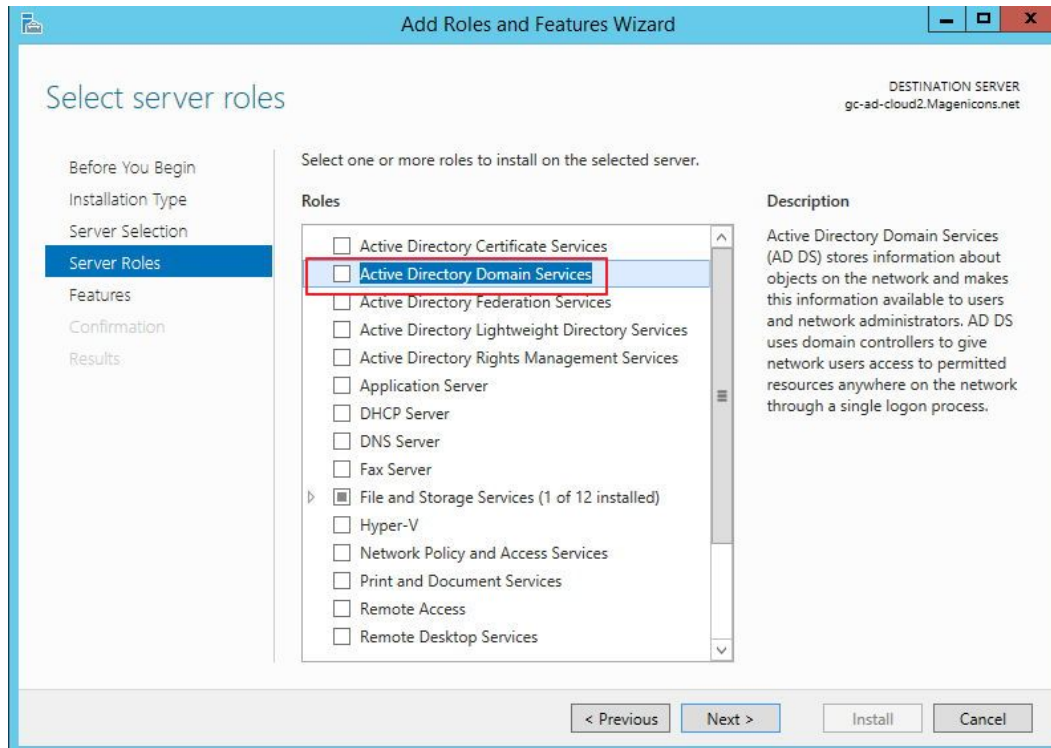 Add Roles and Features Wizard
Select server roles
DESTINATION SERVER
gc-ad-cloud2.Magenicons.net
Before You Begin
Installation Type
Server Selection
Server Roles
Features
Confirmation
Results
Select one or more roles to install on the selected server.
Roles
Active Directory Certificate Services
Active Directory Domain Services
Active Directory Federation Services
Active Directory Lightweight Directory Services
Active Directory Rights Management Services
Application Server
DHCP Server
DNS Server
Fax Server
File and Storage Services (1 of 12 installed)
Hyper-V
Network Policy and Access Services
Print and Document Services
Remote Access
Remote Desktop Services
Description
Active Directory Domain Services
(AD DS) stores information about
objects on the network and makes
this information available to users
and network administrators. AD DS
uses domain controllers to give
network users access to permitted
resources anywhere on the network
through a single logon process.
< Previous
Next >
Install
Cancel